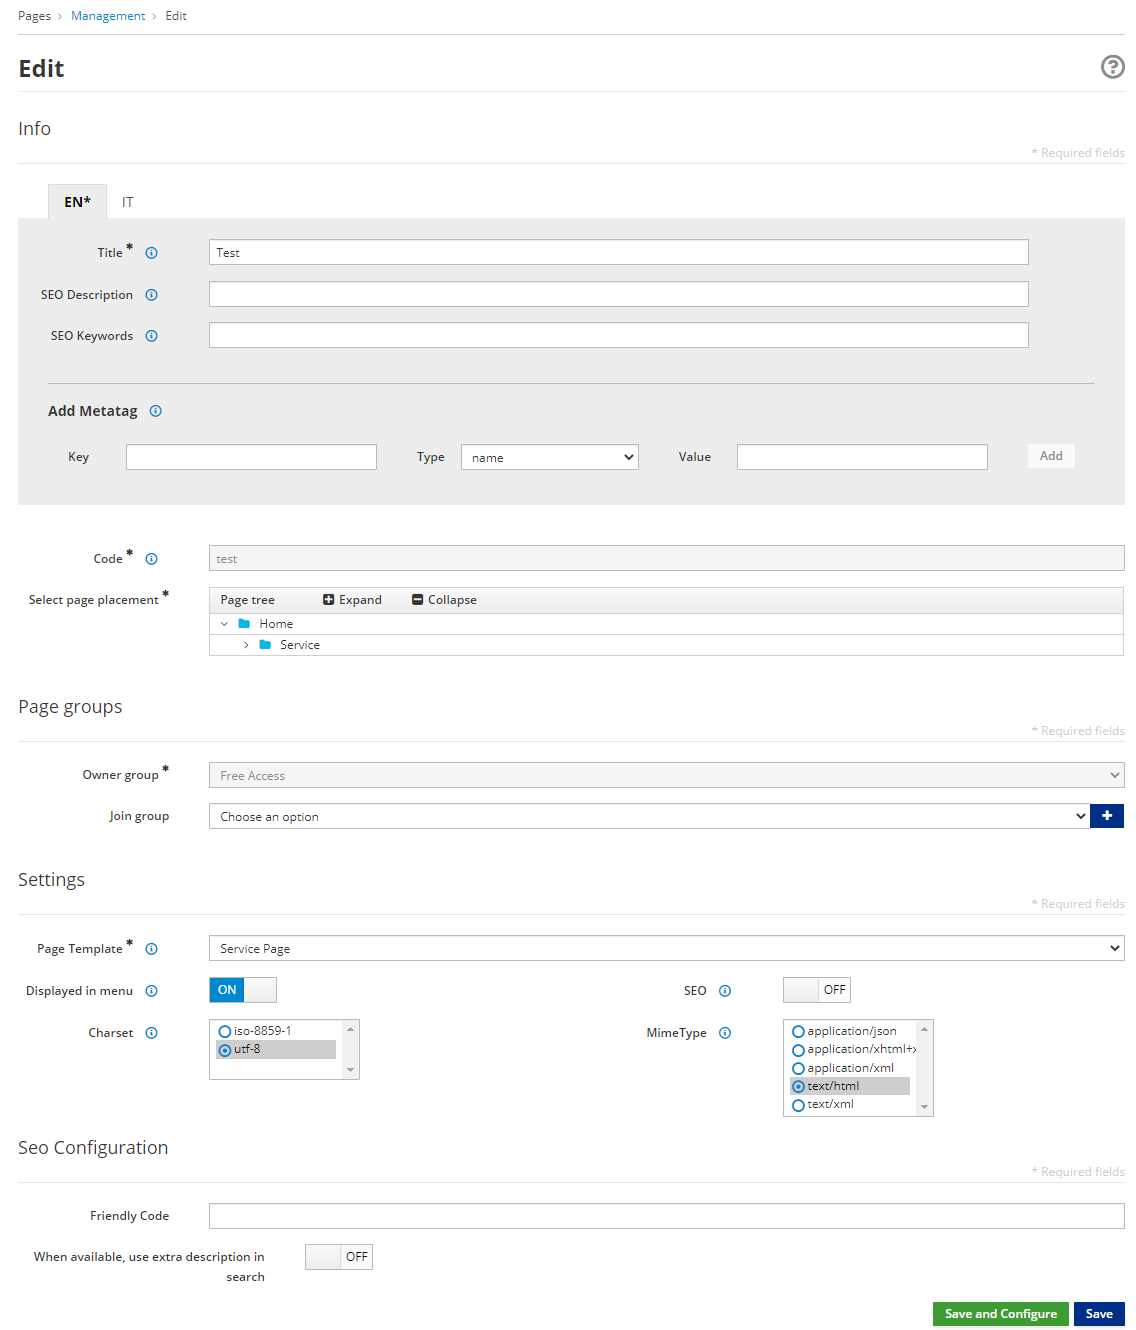 Pages > Management > Edit
Edit
Info
* Required fields
EN* IT
Title * Test
SEO Description
SEO Keywords
Add Metatag
Key Type name Value Add
Code * test
Select page placement *
Page tree Expand Collapse
Home
Service
Page groups
* Required fields
Owner group * Free Access
Join group Choose an option
Settings
* Required fields
Page Template * Service Page
Displayed in menu ON SEO OFF
Charset
iso-8859-1
utf-8
MimeType
application/json
application/xhtml+x
application/xml
text/html
text/xml
Seo Configuration
* Required fields
Friendly Code
When available, use extra description in
search
OFF
Save and Configure Save